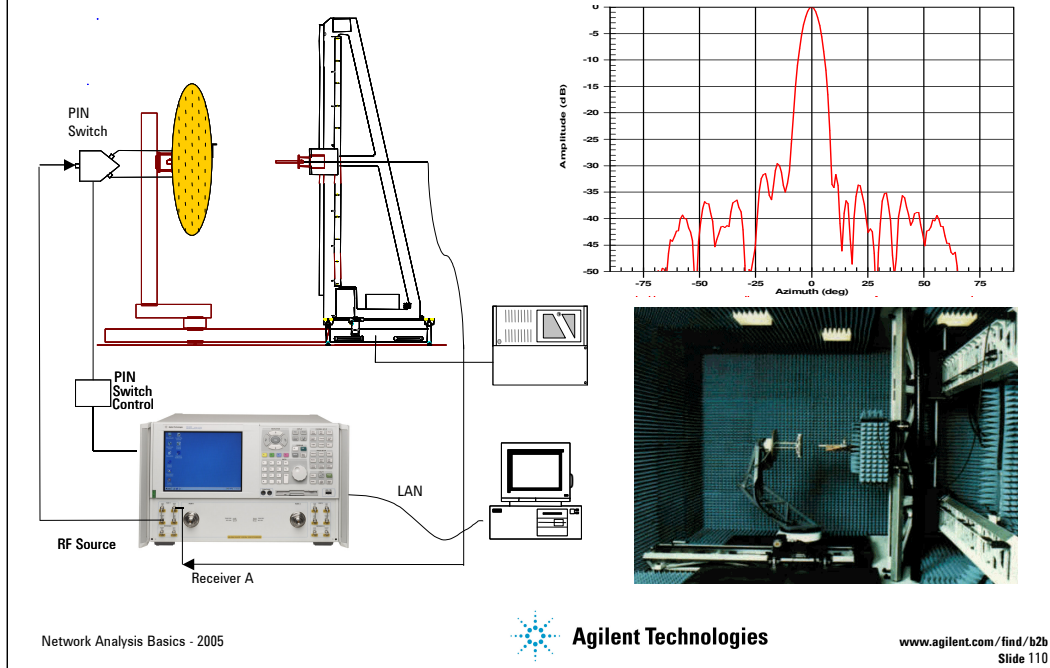 PIN
Switch
PIN
Switch
Control
RF Source
LAN
Receiver A
0
-5
-10
-15
-20
-25
-30
-35
-40
-45
-50
Amplitude (dB)
-75
-50
-25
0
25
50
75
Azimuth (deg)
Network Analysis Basics - 2005
Agilent Technologies
www.agilent.com/find/b2b
Slide 110